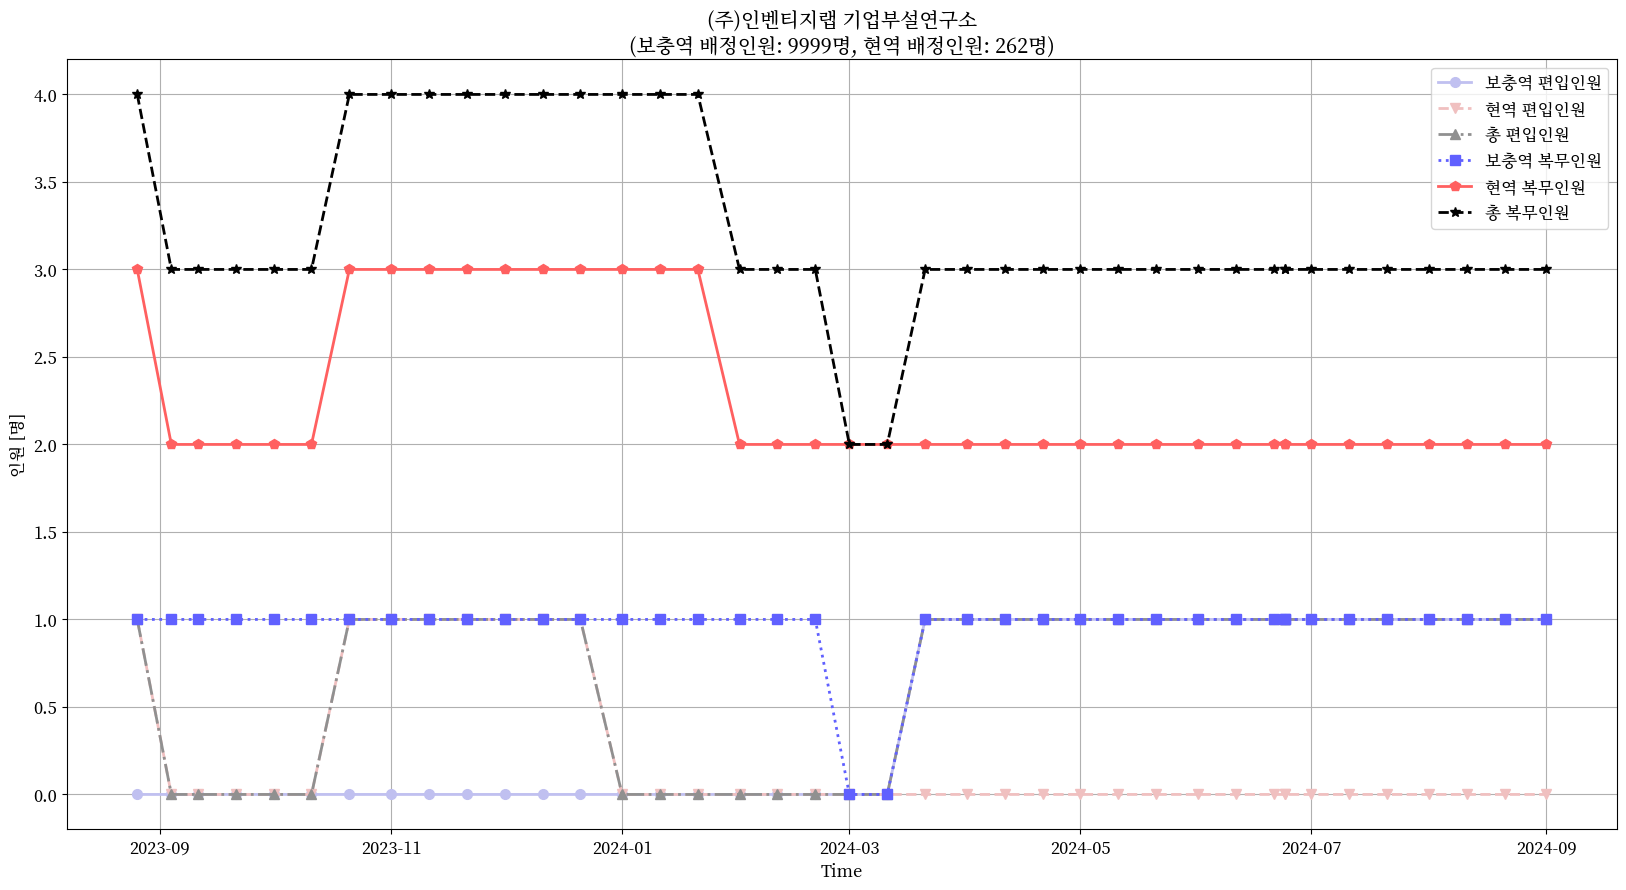 (주)인벤티지랩 기업부설연구소
(보충역 배정인원: 9999명, 현역 배정인원: 262명)
보충역 편입인원
현역 편입인원
총 편입인원
보충역 복무인원
현역 복무인원
총 복무인원
4.0
3.5
3.0
2.5
2.0
1.5
1.0
0.5
0.0
인원 [명]
2023-09 2023-11 2024-01 2024-03 2024-05 2024-07 2024-09
Time